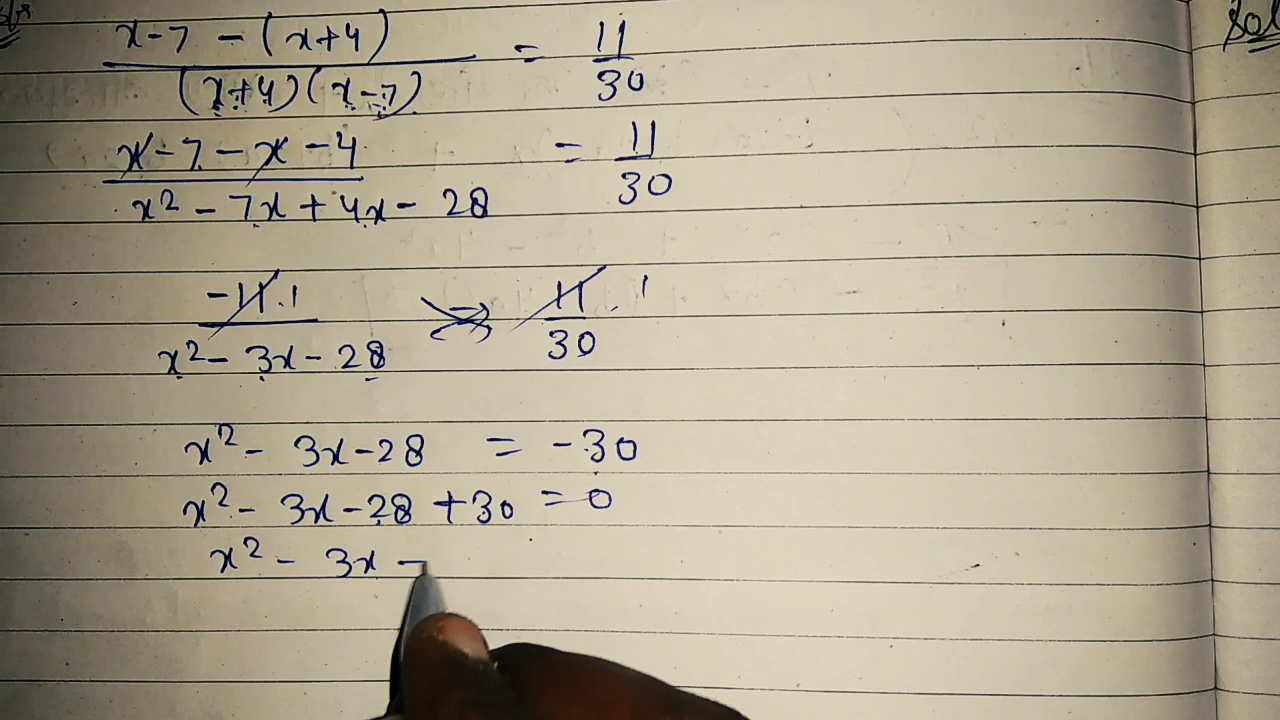 Sol
x-7 - (x+4) / (x+4)(x-7) = 11/30
x-7-x-4 / x² - 7x + 4x - 28 = 11/30
-11.1 / x² - 3x - 28 = 11.1 / 30
x² - 3x - 28 = -30
x² - 3x - 28 + 30 = 0
x² - 3x -